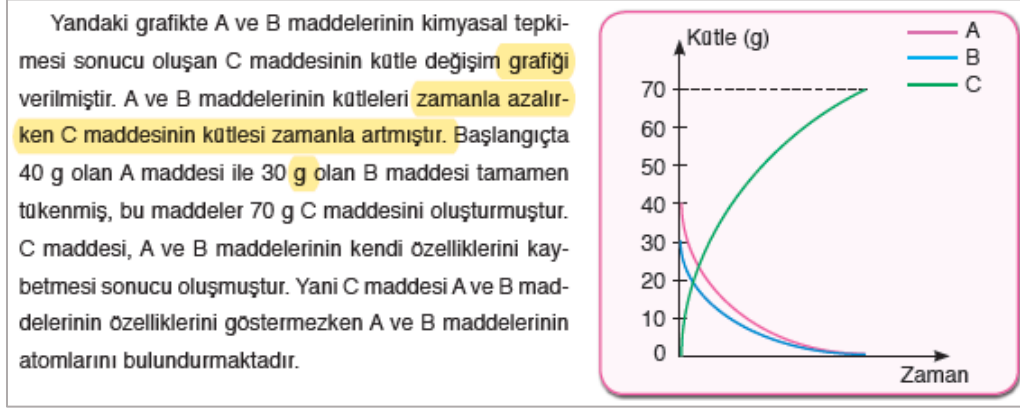 Yandaki grafikte A ve B maddelerinin kimyasal tepki-
mesi sonucu oluşan C maddesinin kütle değişim grafiği
verilmiştir. A ve B maddelerinin kütleleri zamanla azalır-
ken C maddesinin kütlesi zamanla artmıştır. Başlangıçta
40 g olan A maddesi ile 30 g olan B maddesi tamamen
tükenmiş, bu maddeler 70 g C maddesini oluşturmuştur.
C maddesi, A ve B maddelerinin kendi özelliklerini kay-
betmesi sonucu oluşmuştur. Yani C maddesi A ve B mad-
delerinin özelliklerini göstermezken A ve B maddelerinin
atomlarını bulundurmaktadır.
Kütle (g)
A
B
C
70
60
50
40
30
20
10
0
Zaman